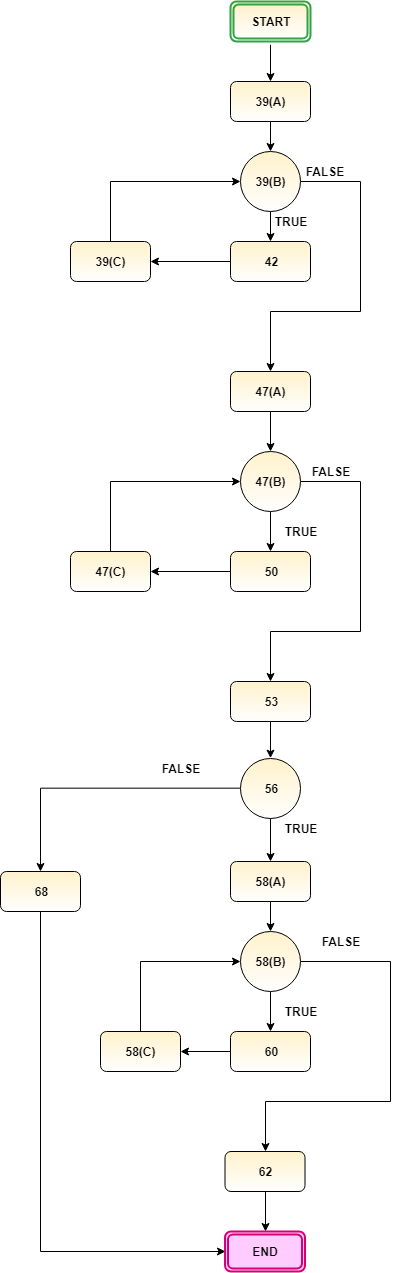 START
39(A)
39(B)
FALSE
TRUE
39(C)
42
47(A)
47(B)
FALSE
TRUE
47(C)
50
53
FALSE
56
TRUE
68
58(A)
58(B)
FALSE
TRUE
58(C)
60
62
END